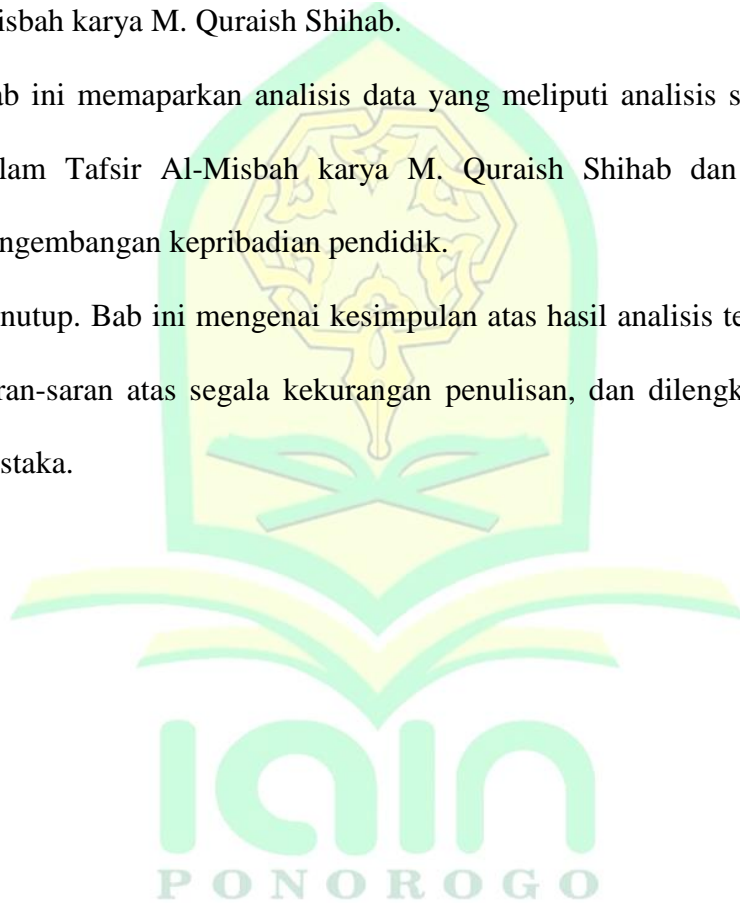 isbah karya M. Quraish Shihab.
ab ini memaparkan analisis data yang meliputi analisis s
lam Tafsir Al-Misbah karya M. Quraish Shihab dan
ngembangan kepribadian pendidik.
nutup. Bab ini mengenai kesimpulan atas hasil analisis te
ran-saran atas segala kekurangan penulisan, dan dilengk
staka.
IAIN
PONOROGO